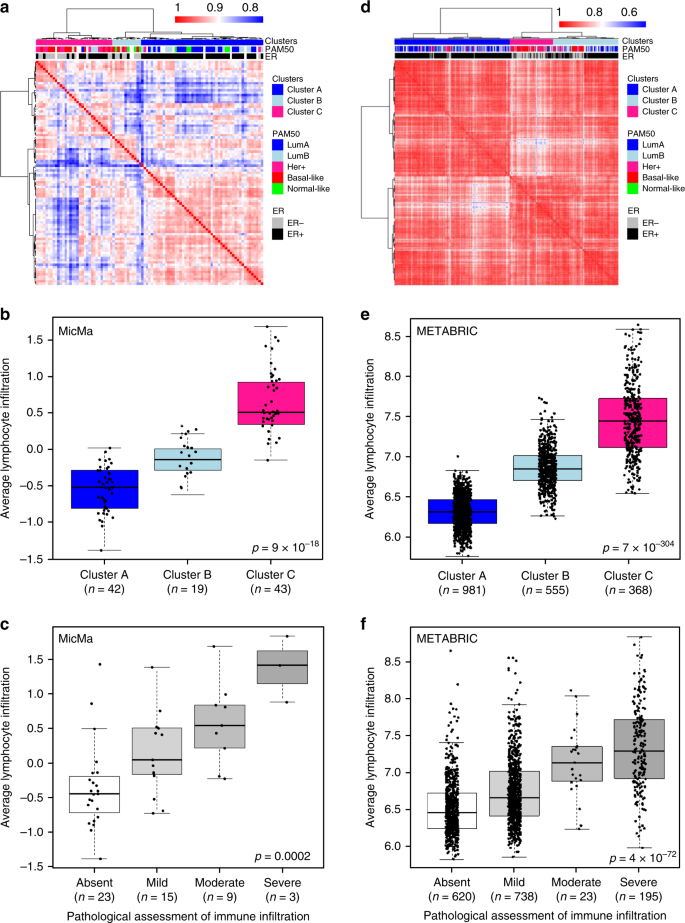 a
1
0.9
0.8
Clusters
PAM50
ER
Clusters
Cluster A
Cluster B
Cluster C
PAM50
LumA
LumB
Her+
Basal-like
Normal-like
ER
ER−
ER+
d
1
0.8
0.6
Clusters
PAM50
ER
Clusters
Cluster A
Cluster B
Cluster C
PAM50
LumA
LumB
Her+
Basal-like
Normal-like
ER
ER−
ER+
b
MicMa
Average lymphocyte infiltration
1.5
1.0
0.5
0.0
−0.5
−1.0
−1.5
p = 9 × 10–18
Cluster A Cluster B Cluster C
(n = 42) (n = 19) (n = 43)
e
METABRIC
Average lymphocyte infiltration
8.5
8.0
7.5
7.0
6.5
6.0
p = 7 × 10–304
Cluster A Cluster B Cluster C
(n = 981) (n = 555) (n = 368)
c
MicMa
Average lymphocyte infiltration
1.5
1.0
0.5
0.0
−0.5
−1.0
−1.5
p = 0.0002
Absent Mild Moderate Severe
(n = 23) (n = 15) (n = 9) (n = 3)
Pathological assessment of immune infiltration
f
METABRIC
Average lymphocyte infiltration
8.5
8.0
7.5
7.0
6.5
6.0
p = 4 × 10–72
Absent Mild Moderate Severe
(n = 620) (n = 738) (n = 23) (n = 195)
Pathological assessment of immune infiltration